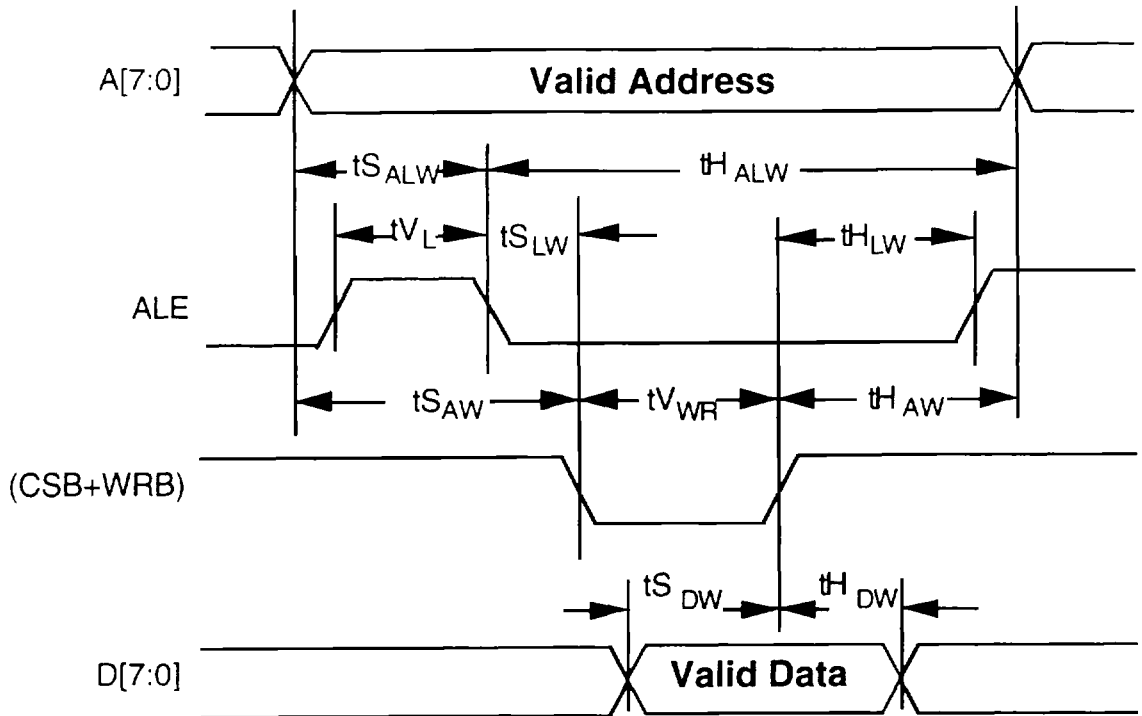 A[7:0]
Valid Address
tS ALW
tH ALW
tV L
tS LW
tH LW
ALE
tS AW
tV WR
tH AW
(CSB+WRB)
tS DW
tH DW
D[7:0]
Valid Data